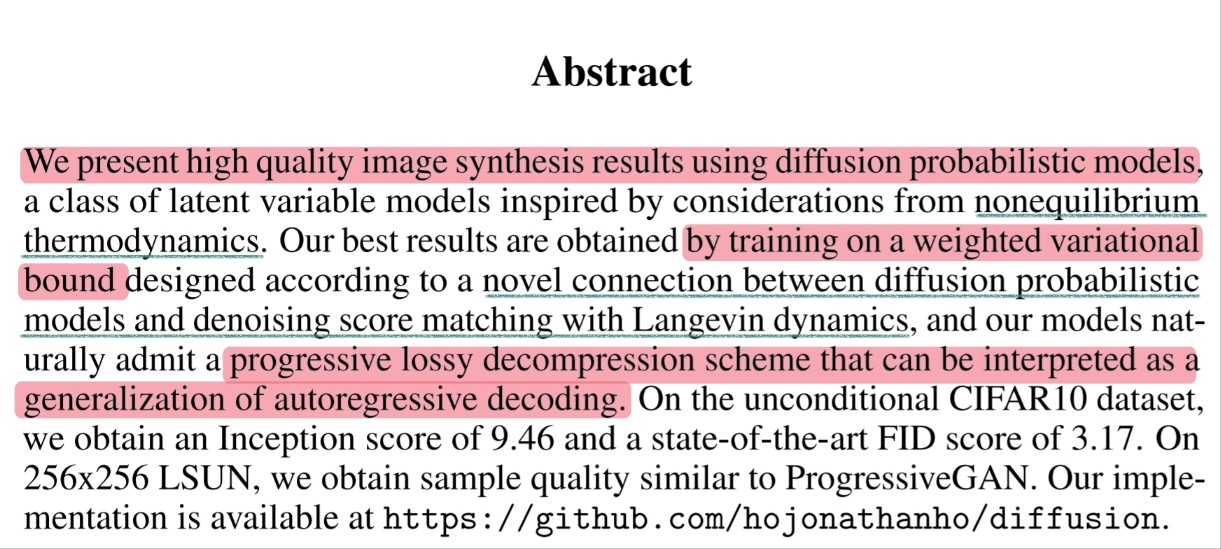 Abstract
We present high quality image synthesis results using diffusion probabilistic models,
a class of latent variable models inspired by considerations from nonequilibrium
thermodynamics. Our best results are obtained by training on a weighted variational
bound designed according to a novel connection between diffusion probabilistic
models and denoising score matching with Langevin dynamics, and our models nat-
urally admit a progressive lossy decompression scheme that can be interpreted as a
generalization of autoregressive decoding. On the unconditional CIFAR10 dataset,
we obtain an Inception score of 9.46 and a state-of-the-art FID score of 3.17. On
256x256 LSUN, we obtain sample quality similar to ProgressiveGAN. Our imple-
mentation is available at https://github.com/hojonathanho/diffusion.